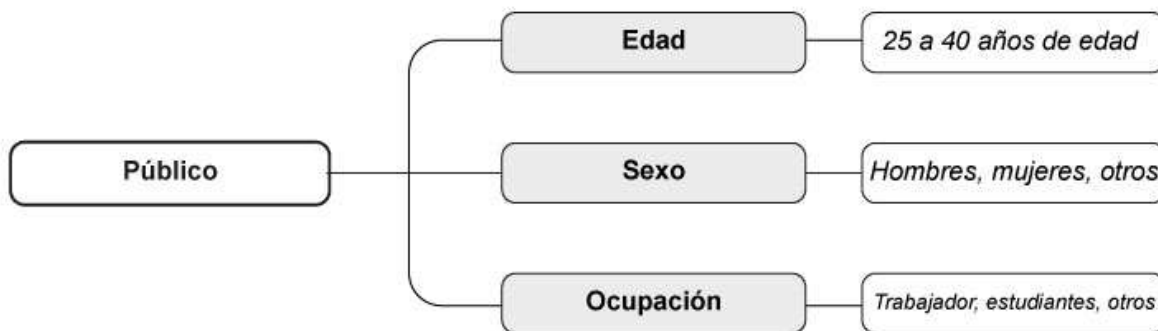 Edad
25 a 40 años de edad
Público
Sexo
Hombres, mujeres, otros
Ocupación
Trabajador, estudiantes, otros